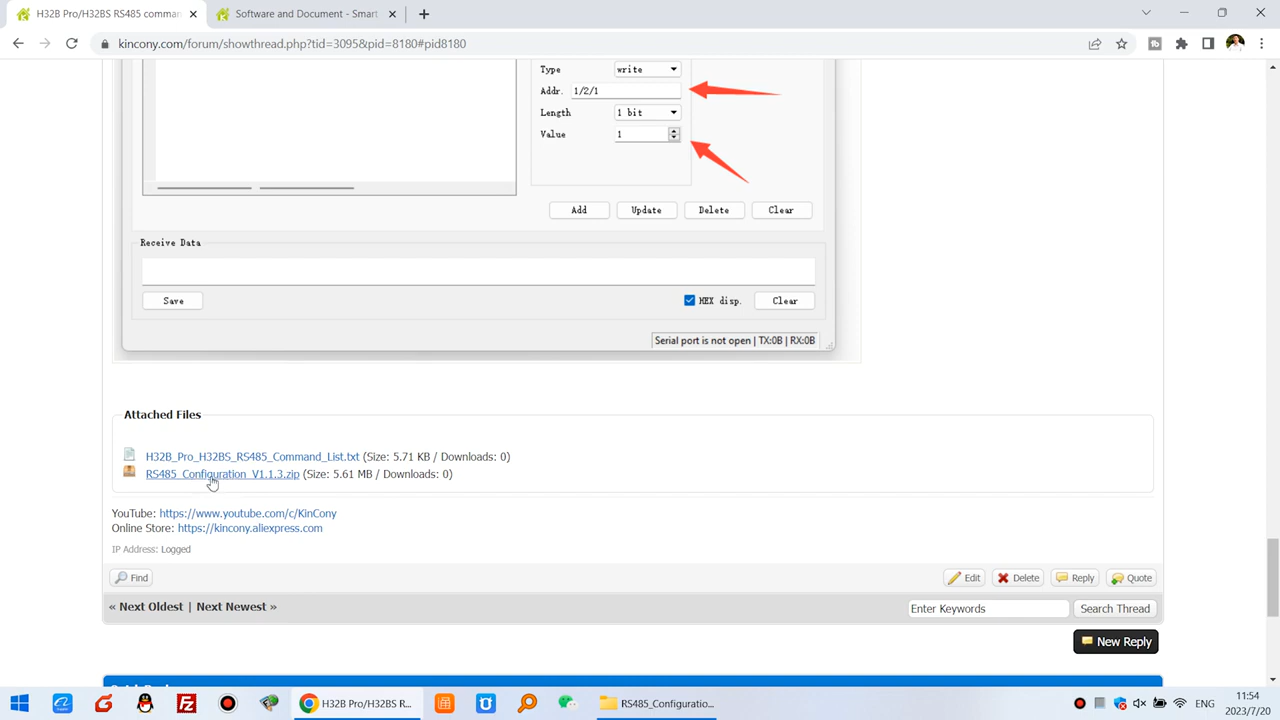 H32B Pro/H32BS RS485 comman
Software and Document - Smart
kincony.com/forum/showthread.php?tid=3095&pid=8180#pid8180
Type write
Addr. 1/2/1
Length 1 bit
Value 1
Add Update Delete Clear
Receive Data
Save HEX disp. Clear
Serial port is not open | TX:0B | RX:0B
Attached Files
H32B_Pro_H32BS_RS485_Command_List.txt (Size: 5.71 KB / Downloads: 0)
RS485_Configuration_V1.1.3.zip (Size: 5.61 MB / Downloads: 0)
YouTube: https://www.youtube.com/c/KinCony
Online Store: https://kincony.aliexpress.com
IP Address: Logged
Find Edit Delete Reply Quote
« Next Oldest | Next Newest » Enter Keywords Search Thread
New Reply
H32B Pro/H32BS R... RS485_Configuratio... ENG 11:54
2023/7/20